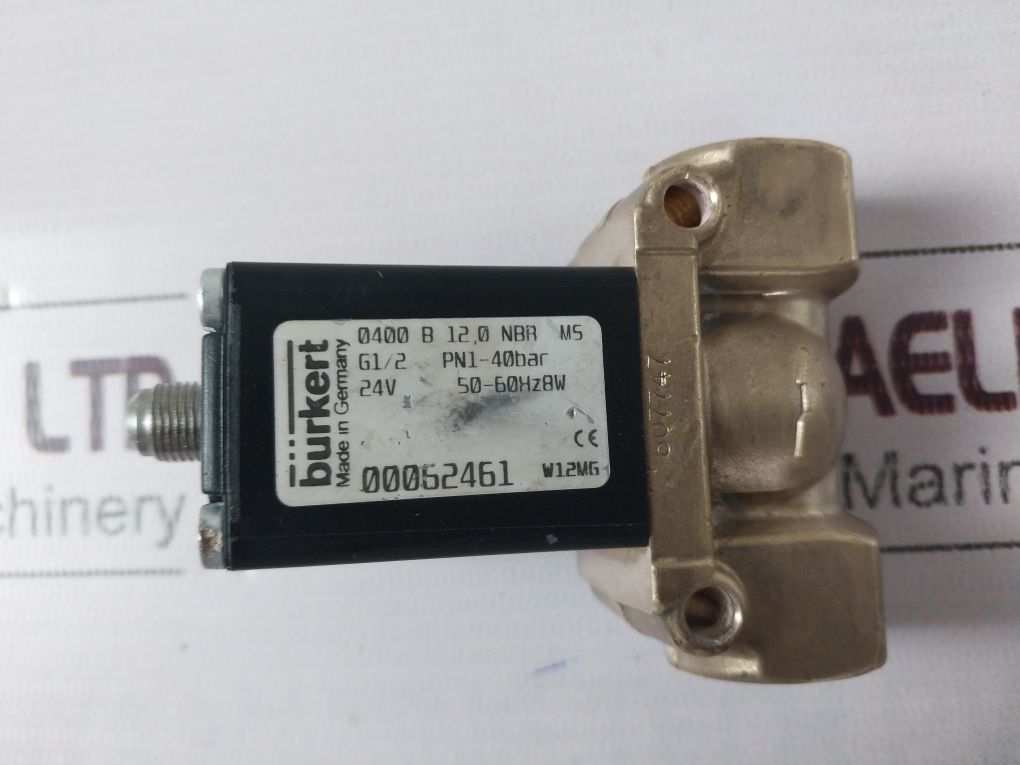 0400 B 12,0 NBR MS
G1/2 PN1-40bar
24V 50-60Hz8W
CE
00062461 W12MG
bürkert
Made in Germany
607747
LTD
chinery
AEL
Marin